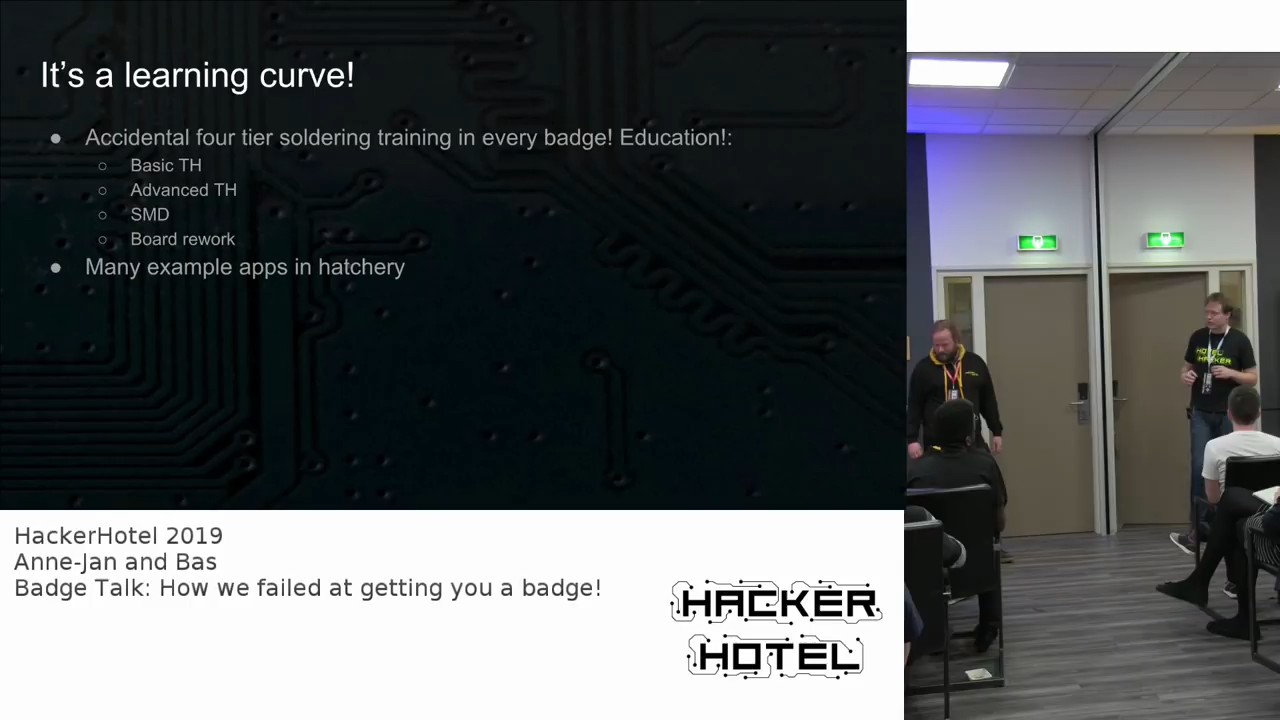 It's a learning curve!
● Accidental four tier soldering training in every badge! Education!:
○ Basic TH
○ Advanced TH
○ SMD
○ Board rework
● Many example apps in hatchery
HOTEL
HACKER
HackerHotel 2019
Anne-Jan and Bas
Badge Talk: How we failed at getting you a badge!
HACKER
HOTEL